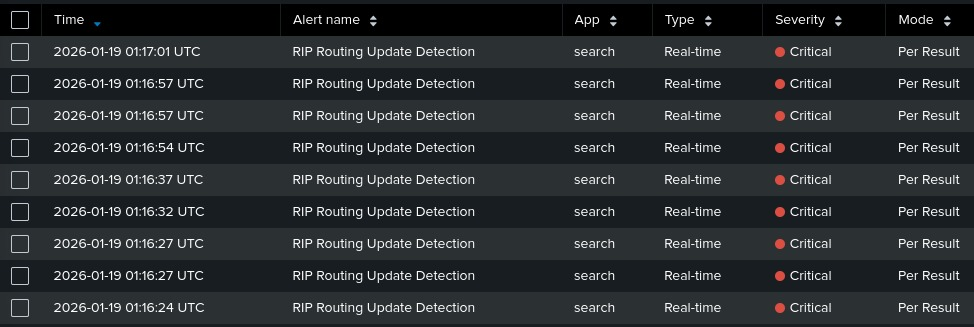 Time Alert name App Type Severity Mode
2026-01-19 01:17:01 UTC RIP Routing Update Detection search Real-time Critical Per Result
2026-01-19 01:16:57 UTC RIP Routing Update Detection search Real-time Critical Per Result
2026-01-19 01:16:57 UTC RIP Routing Update Detection search Real-time Critical Per Result
2026-01-19 01:16:54 UTC RIP Routing Update Detection search Real-time Critical Per Result
2026-01-19 01:16:37 UTC RIP Routing Update Detection search Real-time Critical Per Result
2026-01-19 01:16:32 UTC RIP Routing Update Detection search Real-time Critical Per Result
2026-01-19 01:16:27 UTC RIP Routing Update Detection search Real-time Critical Per Result
2026-01-19 01:16:27 UTC RIP Routing Update Detection search Real-time Critical Per Result
2026-01-19 01:16:24 UTC RIP Routing Update Detection search Real-time Critical Per Result